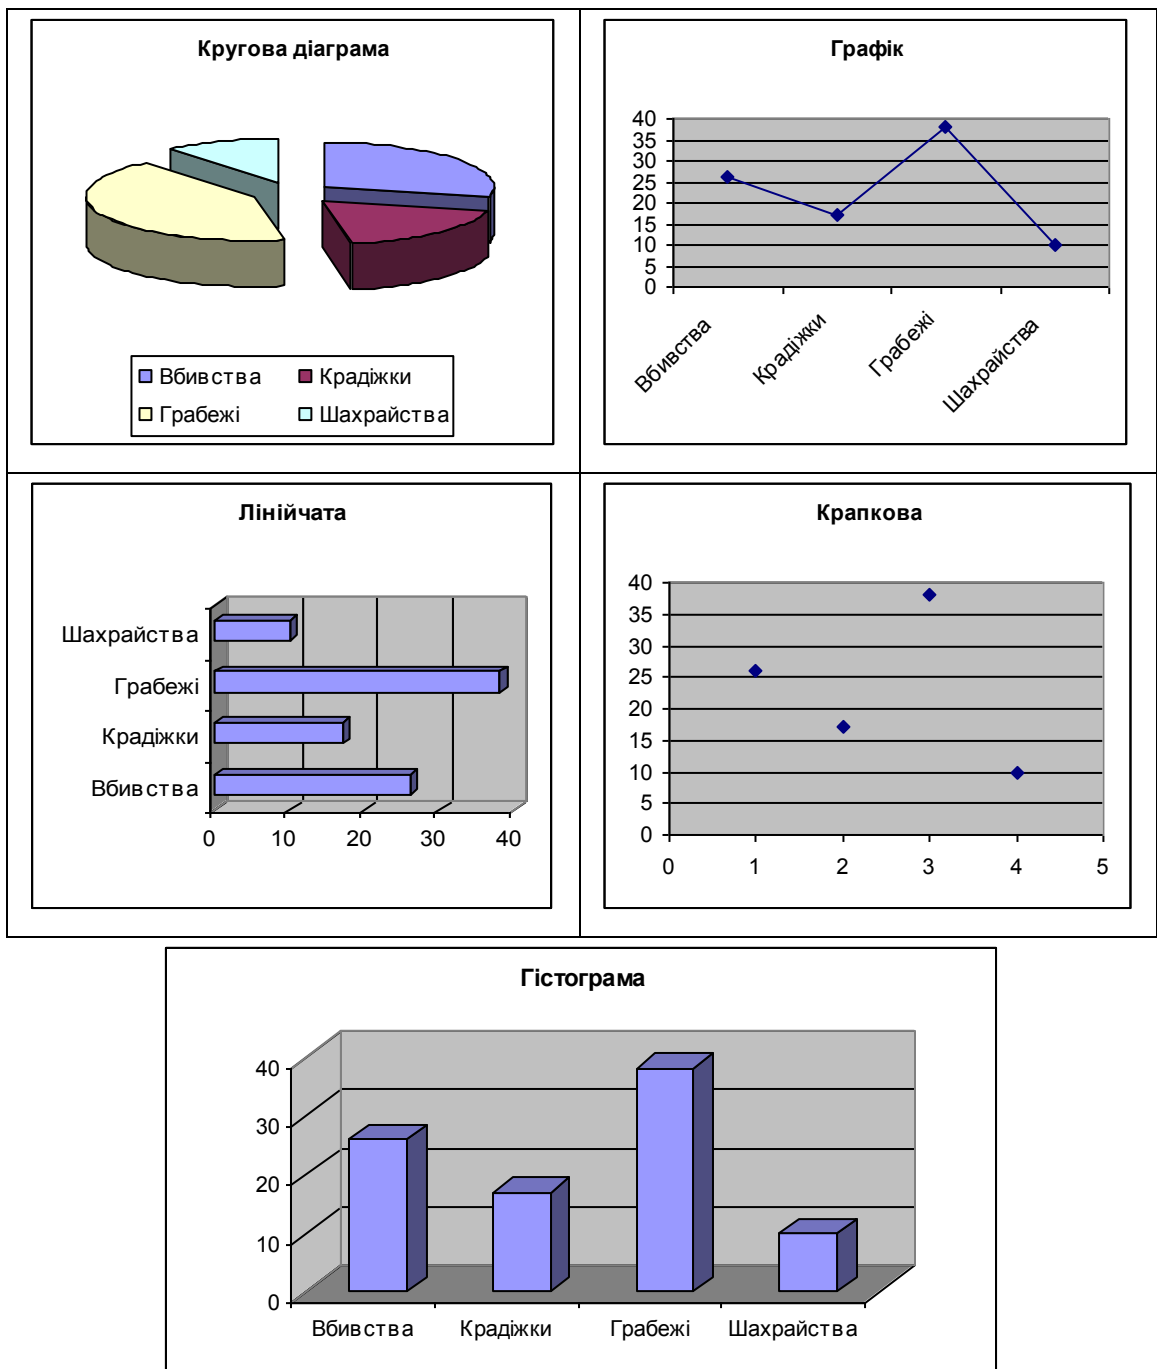 Кругова діаграма
Вбивства Крадіжки
Грабежі Шахрайства
Графік
40
35
30
25
20
15
10
5
0
Вбивства Крадіжки Грабежі Шахрайства
Лінійчата
Шахрайства
Грабежі
Крадіжки
Вбивства
0 10 20 30 40
Крапкова
40
35
30
25
20
15
10
5
0
0 1 2 3 4 5
Гістограма
40
30
20
10
0
Вбивства Крадіжки Грабежі Шахрайства